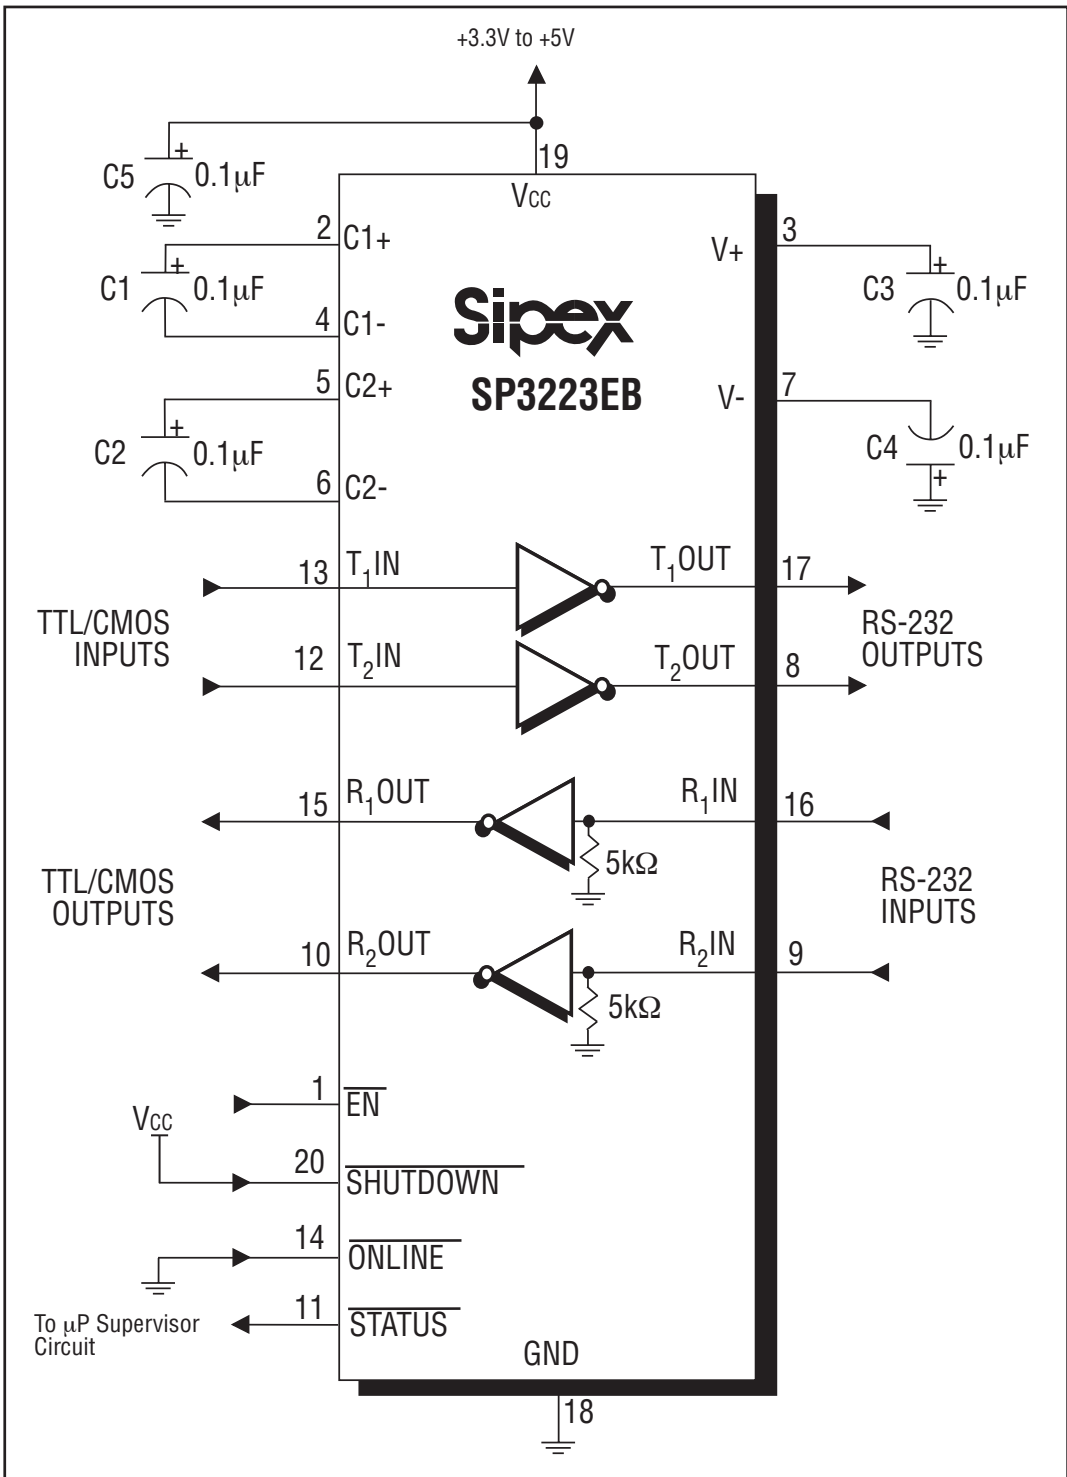 +3.3V to +5V
19
VCC
C5
+
0.1μF
2
C1+
C1
+
0.1μF
4
C1-
5
C2+
C2
+
0.1μF
6
C2-
Sipex
SP3223EB
V+
3
C3
+
0.1μF
V-
7
C4
0.1μF
+
TTL/CMOS
INPUTS
13
T1IN
T1OUT
17
12
T2IN
T2OUT
8
RS-232
OUTPUTS
TTL/CMOS
OUTPUTS
15
R1OUT
R1IN
16
5kΩ
10
R2OUT
R2IN
9
5kΩ
RS-232
INPUTS
1
EN
VCC
20
SHUTDOWN
14
ONLINE
To μP Supervisor
Circuit
11
STATUS
GND
18